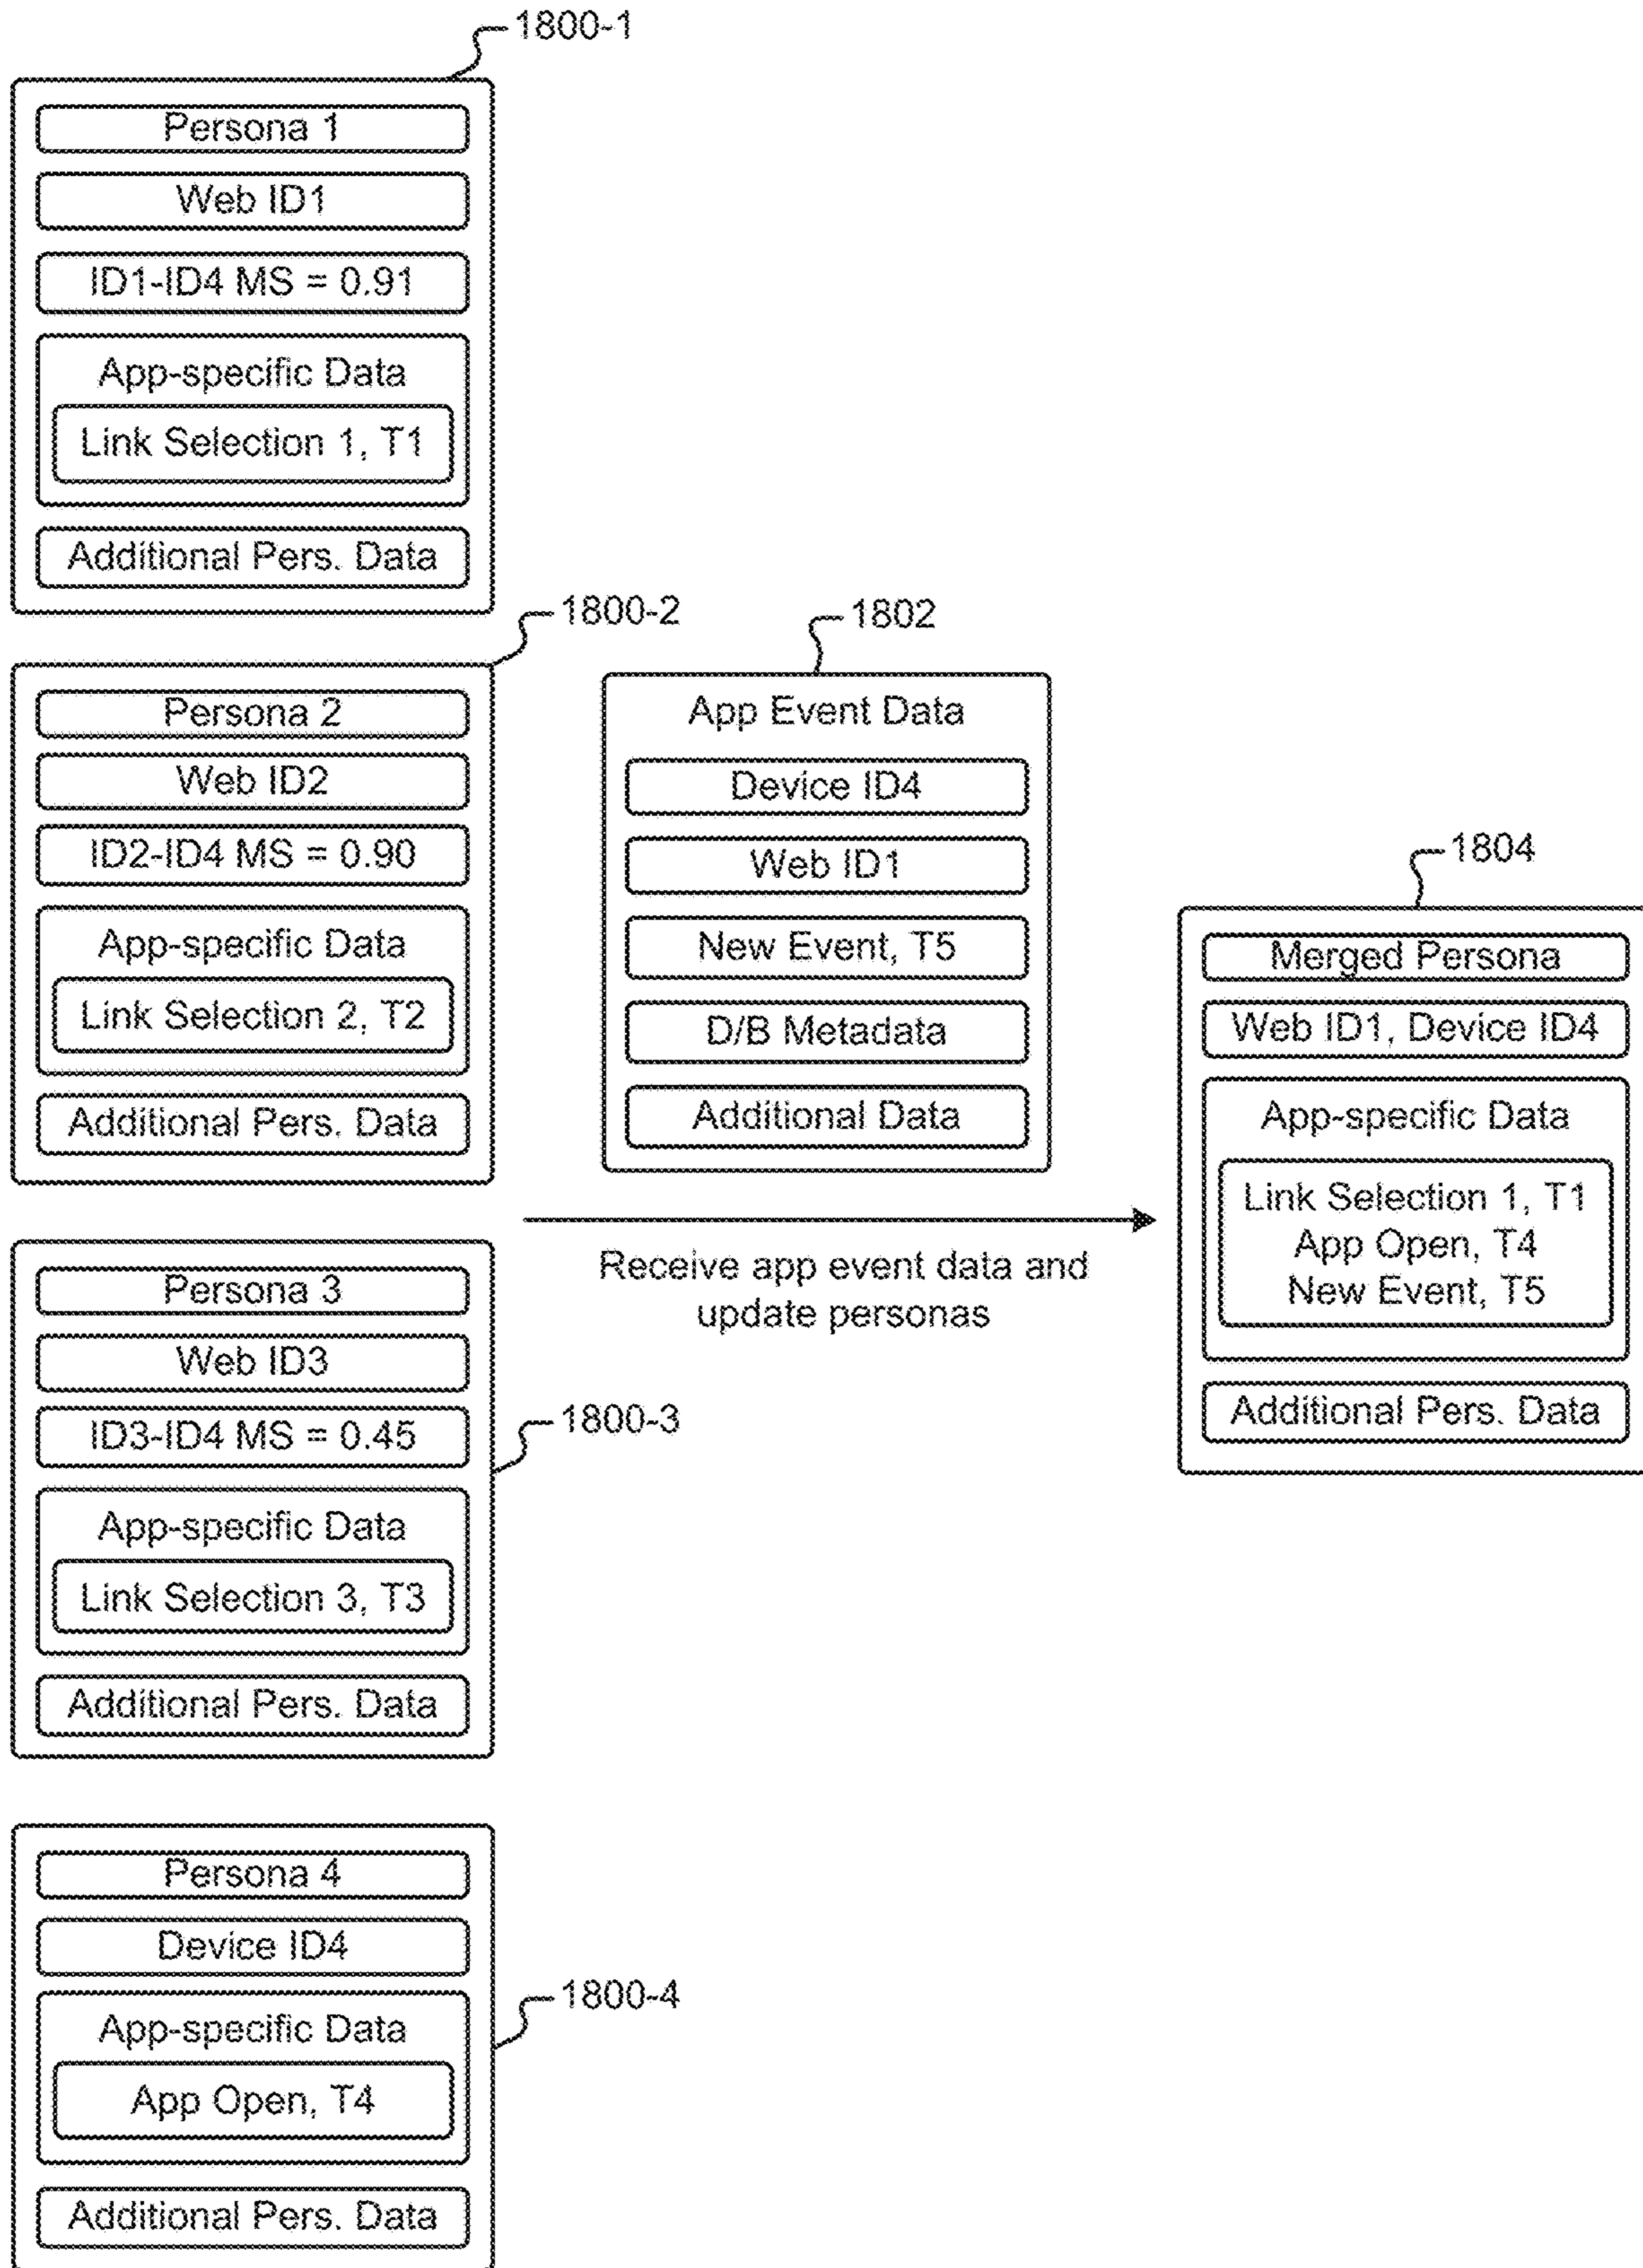 1800-1
Persona 1
Web ID1
ID1-ID4 MS = 0.91
App-specific Data
Link Selection 1, T1
Additional Pers. Data
1800-2
Persona 2
Web ID2
ID2-ID4 MS = 0.90
App-specific Data
Link Selection 2, T2
Additional Pers. Data
1802
App Event Data
Device ID4
Web ID1
New Event, T5
D/B Metadata
Additional Data
Receive app event data and
update personas
1804
Merged Persona
Web ID1, Device ID4
App-specific Data
Link Selection 1, T1
App Open, T4
New Event, T5
Additional Pers. Data
Persona 3
Web ID3
ID3-ID4 MS = 0.45
1800-3
App-specific Data
Link Selection 3, T3
Additional Pers. Data
Persona 4
Device ID4
1800-4
App-specific Data
App Open, T4
Additional Pers. Data